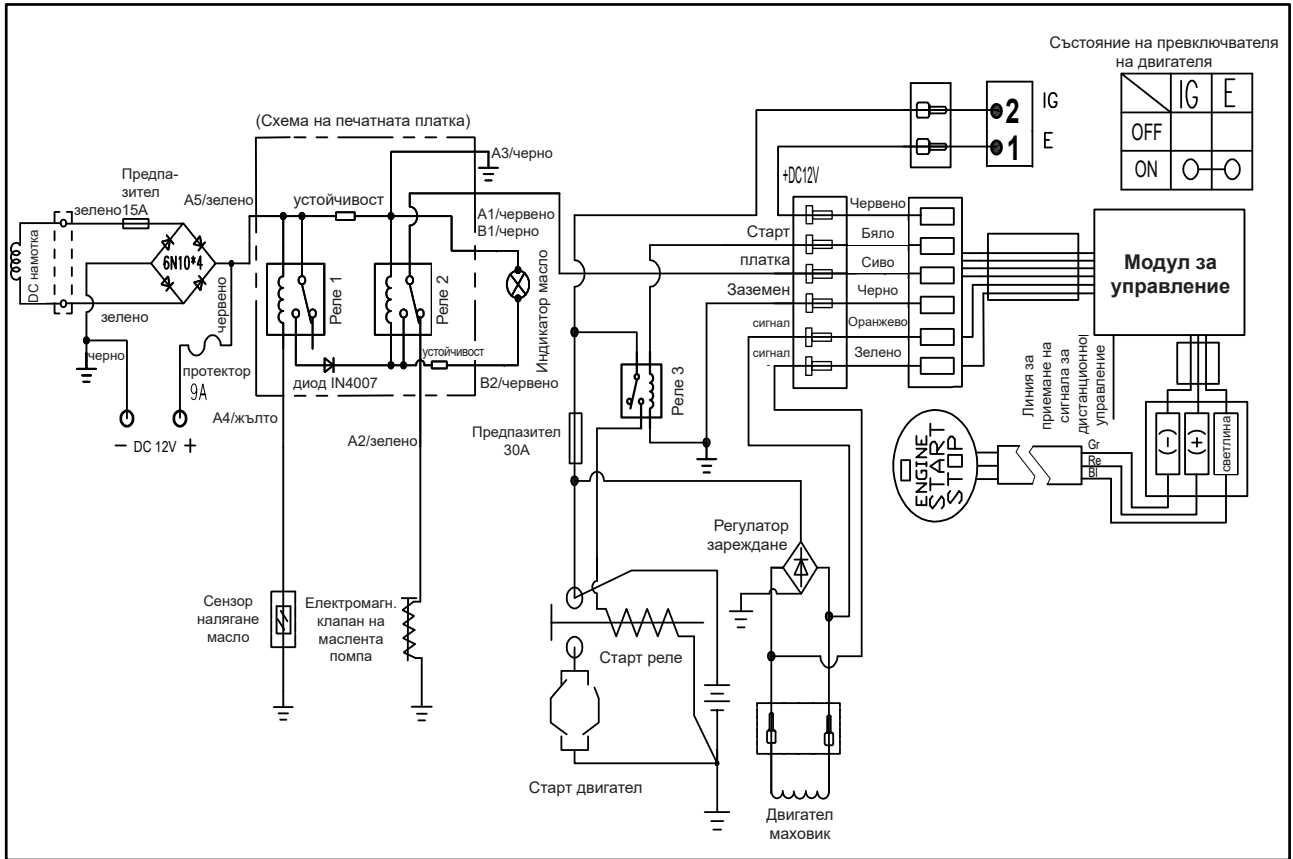 Състояние на превключвателя
на двигателя
IG E
OFF
ON
2 IG
1 E
(Схема на печатната платка)
A3/черно
Предпа-
зител
зелено15A
A5/зелено
устойчивост
A1/червено
B1/черно
DC намотка
6N10*4
зелено
червено
черно
протектор
9A
− DC 12V +
Реле 1
Реле 2
Индикатор масло
устойчивост
диод IN4007
B2/червено
A4/жълто
A2/зелено
+DC12V
Старт
платка
Заземен
сигнал
сигнал
Червено
Бяло
Сиво
Черно
Оранжево
Зелено
Модул за
управление
Линия за
приемане на
сигнала за
дистанционно
управление
Реле 3
Предпазител
30A
ENGINE
START
STOP
Gr
Re
Bl
(−)
(+)
светлина
Регулатор
зареждане
Сензор
налягане
масло
Електромагн.
клапан на
маслента
помпа
Старт реле
Старт двигател
Двигател
маховик